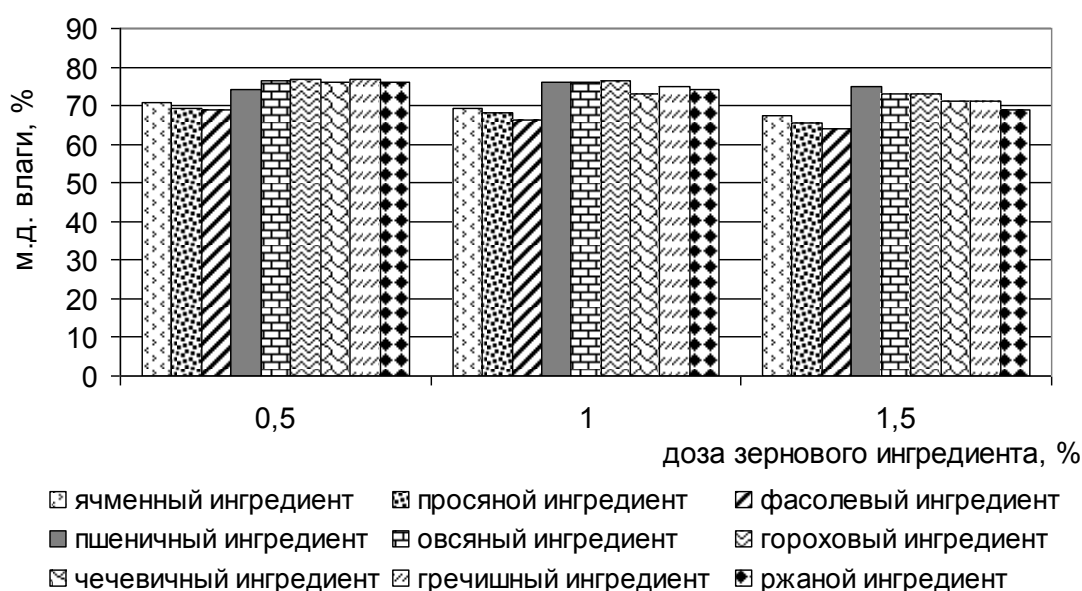 90
80
70
60
50
40
30
20
10
0
м.д. влаги, %
0,5 1 1,5
доза зернового ингредиента, %
ячменный ингредиент просяной ингредиент фасолевый ингредиент
пшеничный ингредиент овсяный ингредиент гороховый ингредиент
чечевичный ингредиент гречишный ингредиент ржаной ингредиент